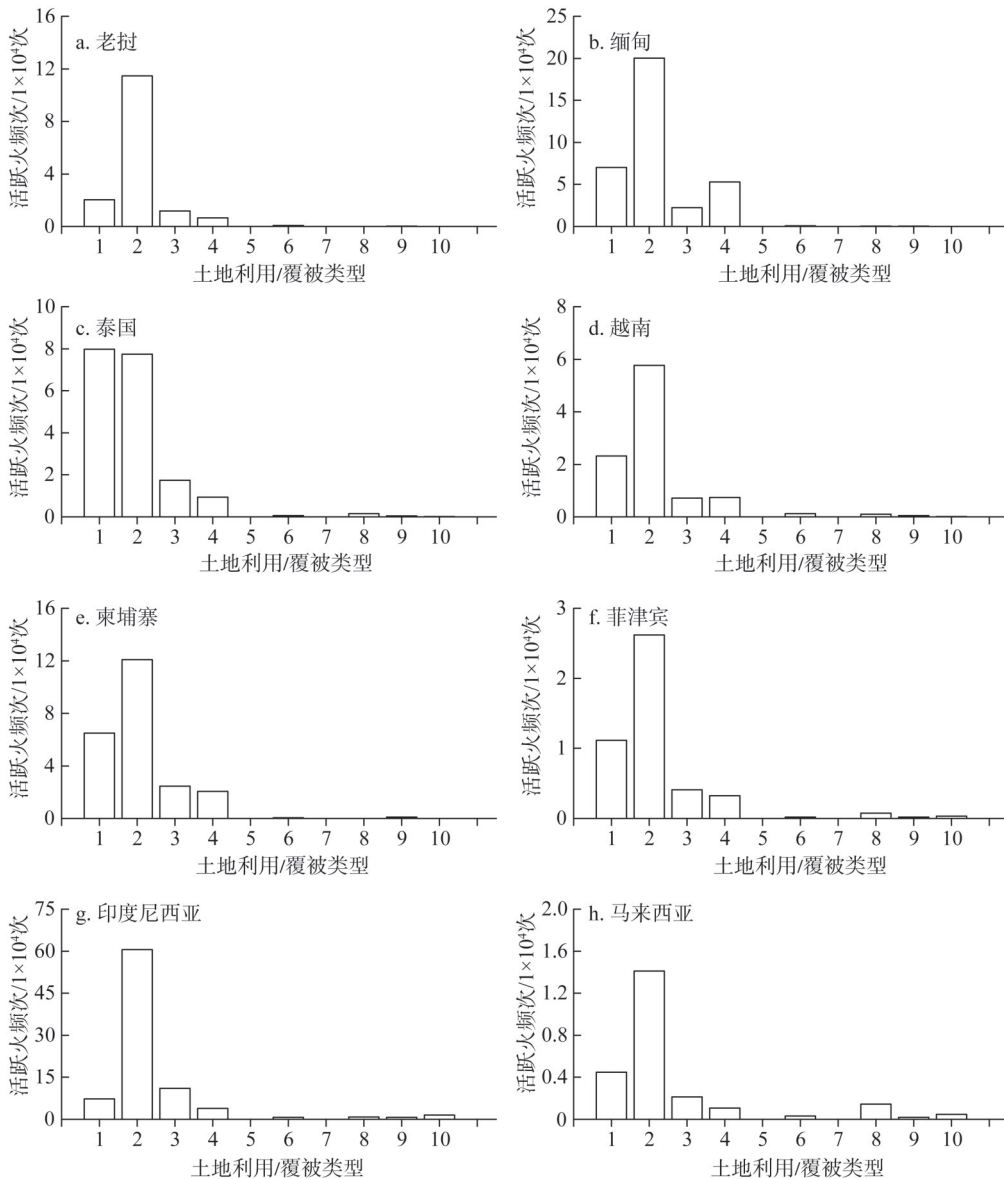 16
a. 老挝
12
8
4
0
活跃火频次/1×10⁴次
1 2 3 4 5 6 7 8 9 10
土地利用/覆被类型
25
b. 缅甸
20
15
10
5
0
活跃火频次/1×10⁴次
1 2 3 4 5 6 7 8 9 10
土地利用/覆被类型
10
c. 泰国
8
6
4
2
0
活跃火频次/1×10⁴次
1 2 3 4 5 6 7 8 9 10
土地利用/覆被类型
8
d. 越南
6
4
2
0
活跃火频次/1×10⁴次
1 2 3 4 5 6 7 8 9 10
土地利用/覆被类型
16
e. 柬埔寨
12
8
4
0
活跃火频次/1×10⁴次
1 2 3 4 5 6 7 8 9 10
土地利用/覆被类型
3
f. 菲津宾
2
1
0
活跃火频次/1×10⁴次
1 2 3 4 5 6 7 8 9 10
土地利用/覆被类型
75
g. 印度尼西亚
60
45
30
15
0
活跃火频次/1×10⁴次
1 2 3 4 5 6 7 8 9 10
土地利用/覆被类型
2.0
h. 马来西亚
1.6
1.2
0.8
0.4
0
活跃火频次/1×10⁴次
1 2 3 4 5 6 7 8 9 10
土地利用/覆被类型